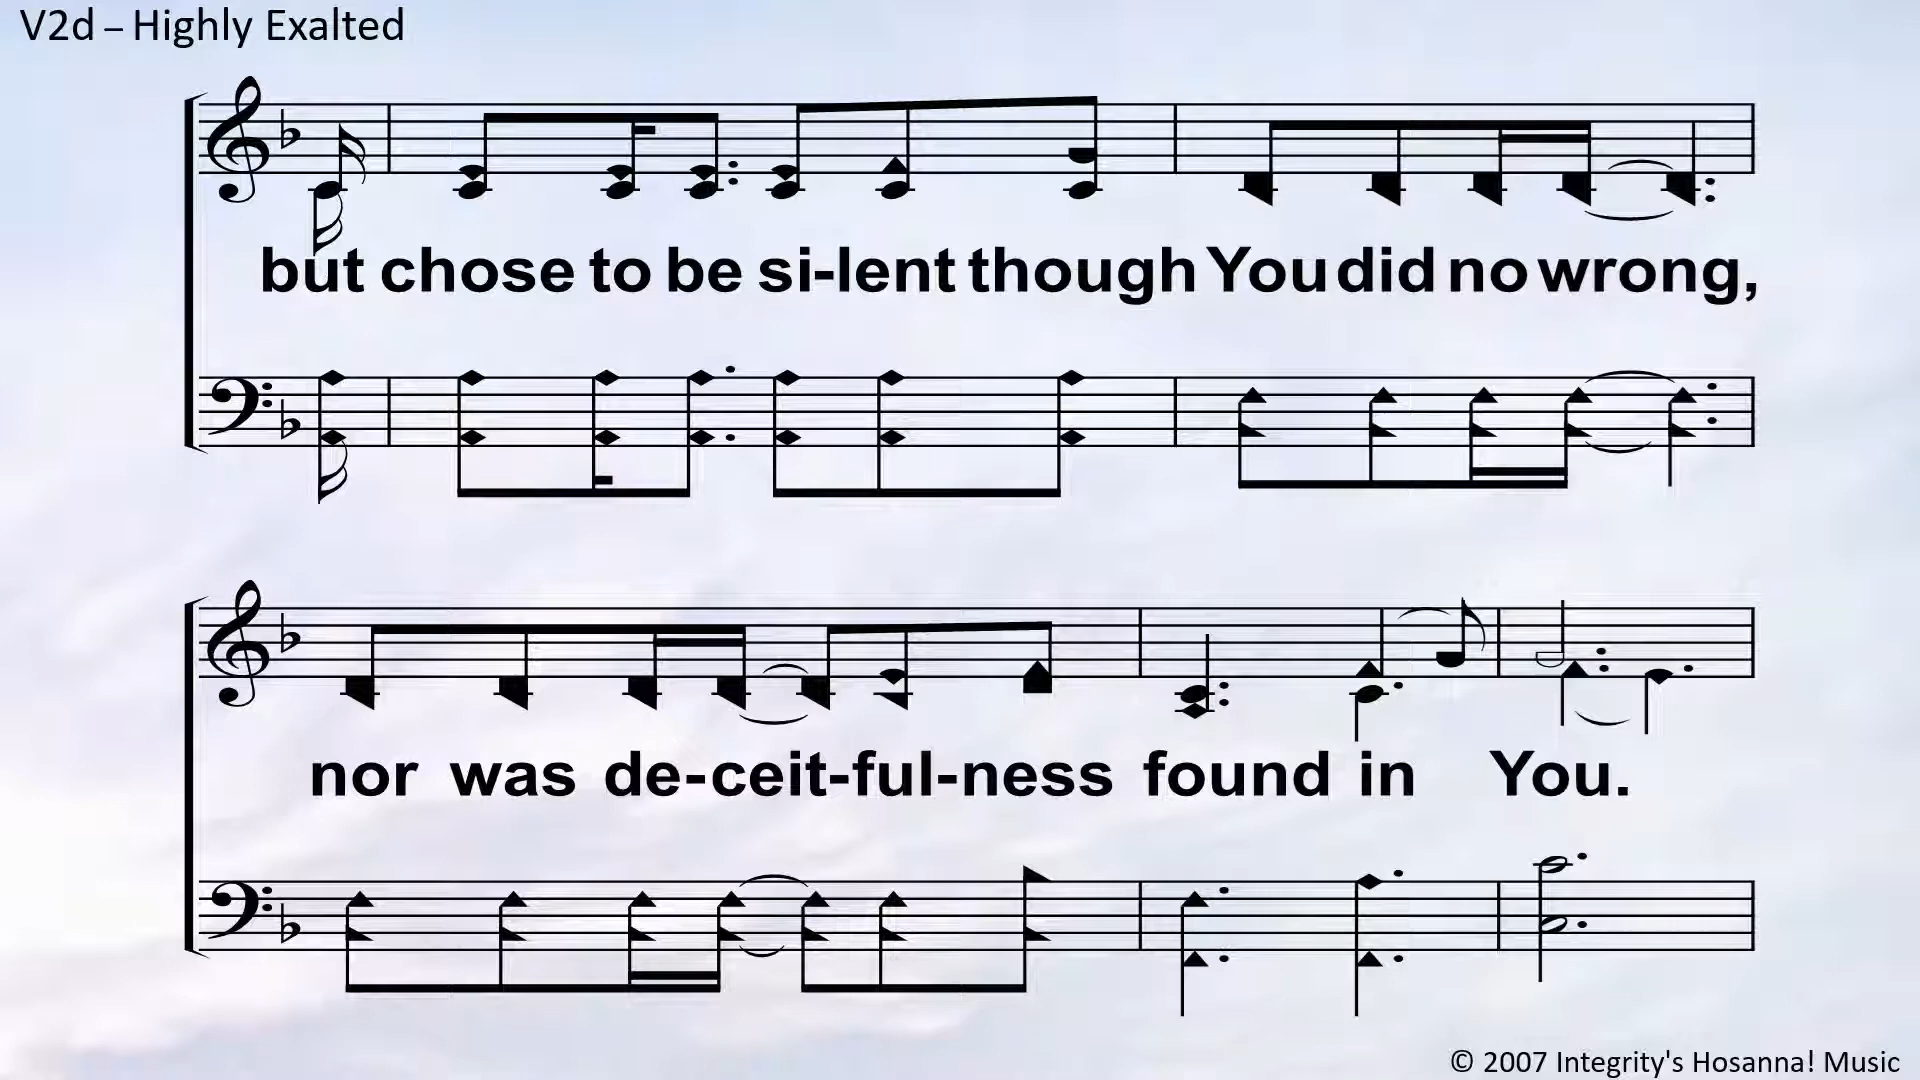 V2d – Highly Exalted
but chose to be si-lent though You did no wrong,
nor was de-ceit-ful-ness found in You.
© 2007 Integrity's Hosanna! Music